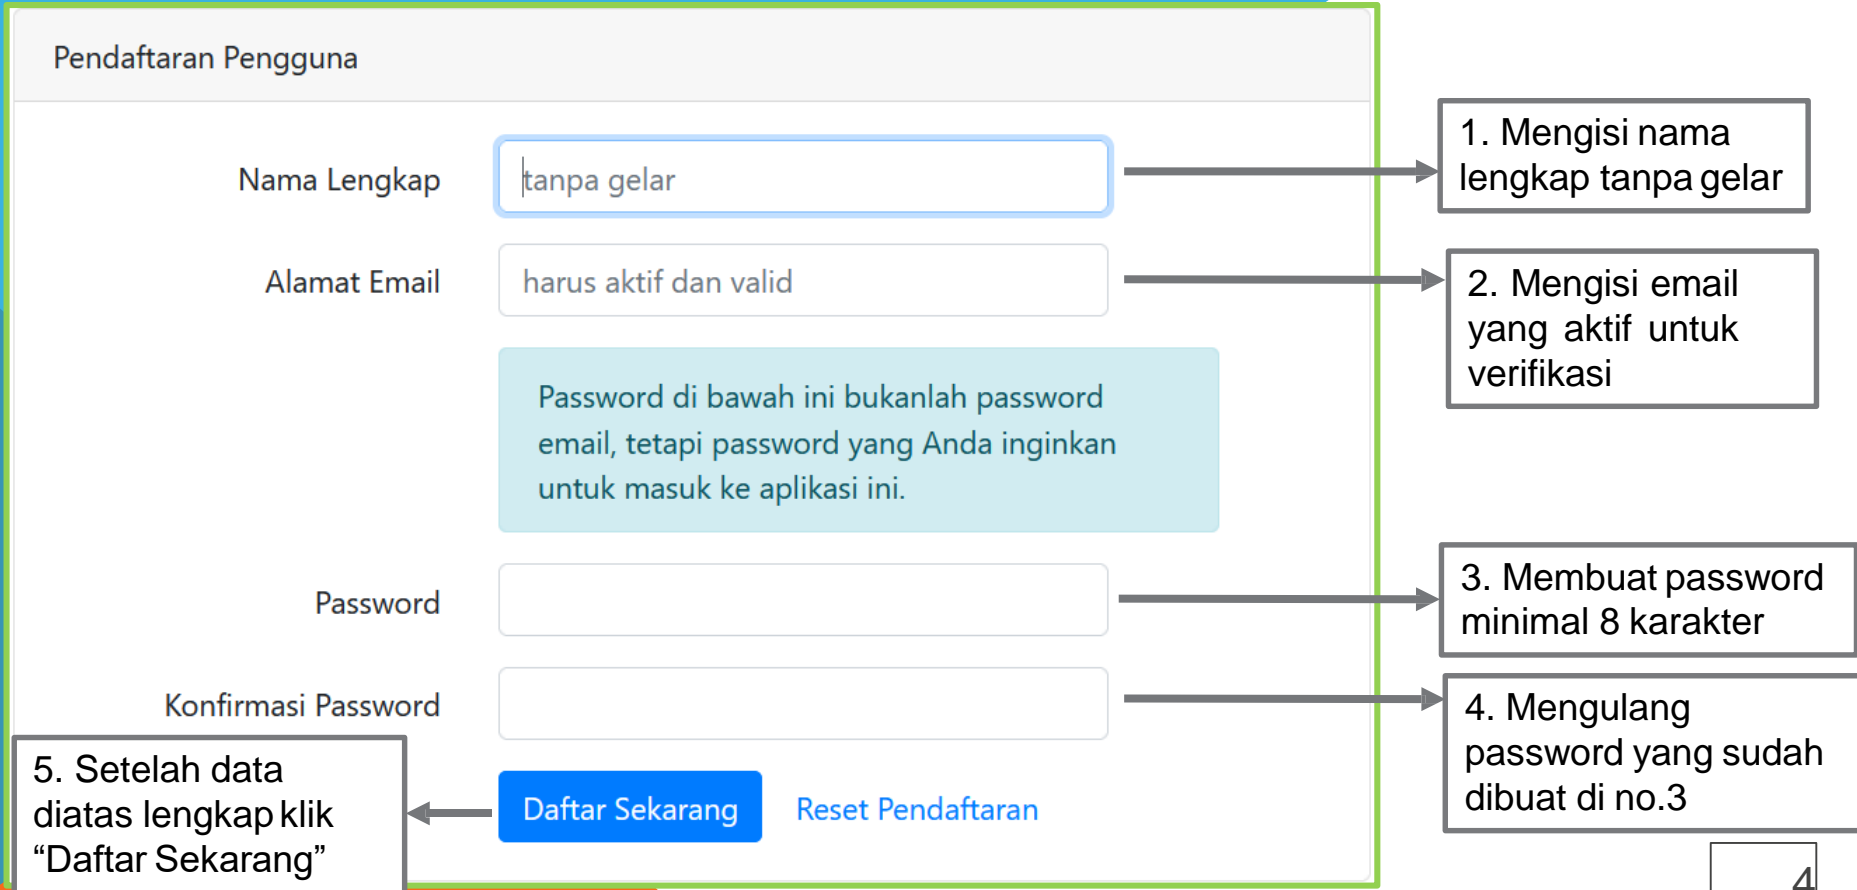 Pendaftaran Pengguna
Nama Lengkap
tanpa gelar
1. Mengisi nama
lengkap tanpa gelar
Alamat Email
harus aktif dan valid
2. Mengisi email
yang aktif untuk
verifikasi
Password di bawah ini bukanlah password
email, tetapi password yang Anda inginkan
untuk masuk ke aplikasi ini.
Password
3. Membuat password
minimal 8 karakter
Konfirmasi Password
4. Mengulang
password yang sudah
dibuat di no.3
5. Setelah data
diatas lengkap klik
“Daftar Sekarang”
Daftar Sekarang
Reset Pendaftaran
4